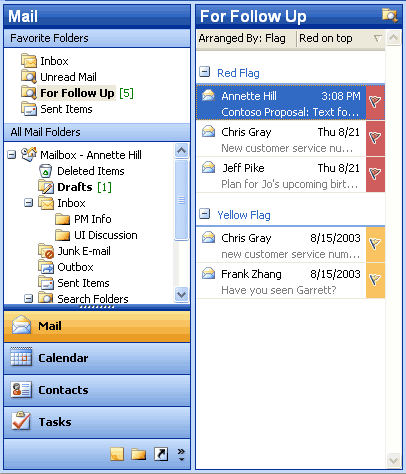 Mail
Favorite Folders
Inbox
Unread Mail
For Follow Up [5]
Sent Items
All Mail Folders
Mailbox - Annette Hill
Deleted Items
Drafts [1]
Inbox
PM Info
UI Discussion
Junk E-mail
Outbox
Sent Items
Search Folders
Mail
Calendar
Contacts
Tasks
For Follow Up
Arranged By: Flag Red on top
Red Flag
Annette Hill 3:08 PM
Contoso Proposal: Text fo...
Chris Gray Thu 8/21
New customer service nu...
Jeff Pike Thu 8/21
Plan for Jo's upcoming birt...
Yellow Flag
Chris Gray 8/15/2003
new customer service num...
Frank Zhang 8/15/2003
Have you seen Garrett?